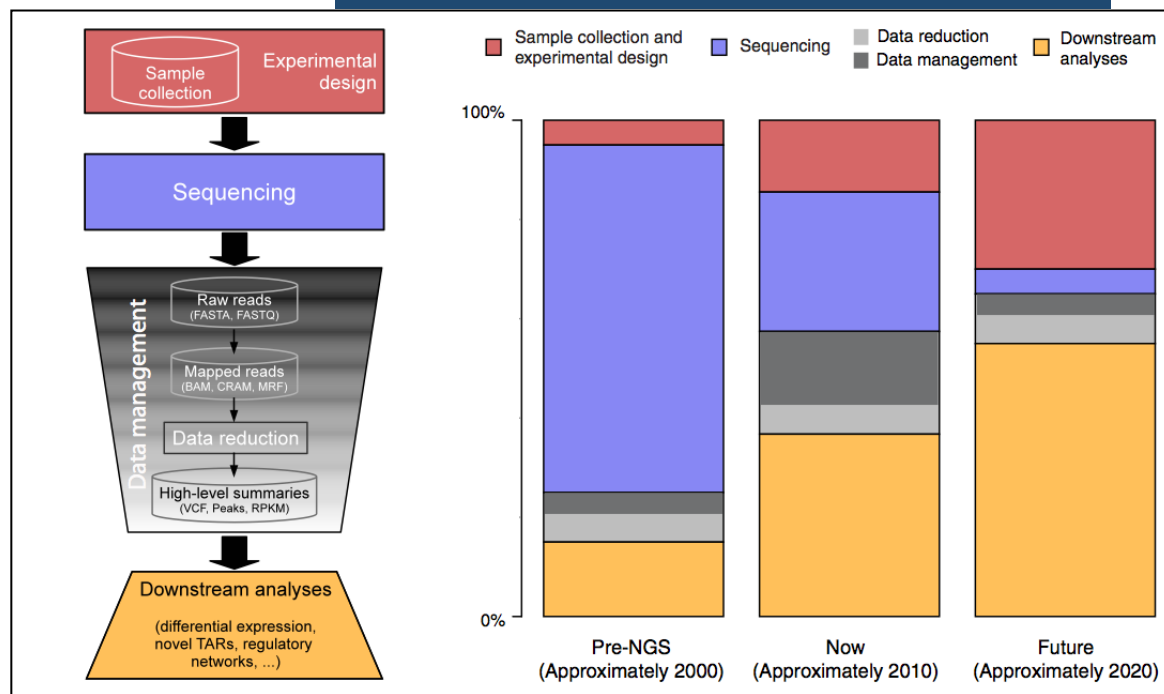 Sample
collection
Experimental
design
Sequencing
Data management
Raw reads
(FASTA, FASTQ)
Mapped reads
(BAM, CRAM, MRF)
Data reduction
High-level summaries
(VCF, Peaks, RPKM)
Downstream analyses
(differential expression,
novel TARs, regulatory
networks, ...)
Sample collection and
experimental design
Sequencing
Data reduction
Data management
Downstream
analyses
100%
0%
Pre-NGS
(Approximately 2000)
Now
(Approximately 2010)
Future
(Approximately 2020)